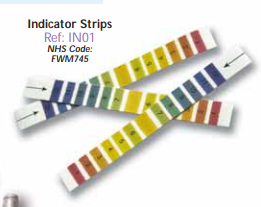 Indicator Strips
Ref: IN01
NHS Code:
FWM745